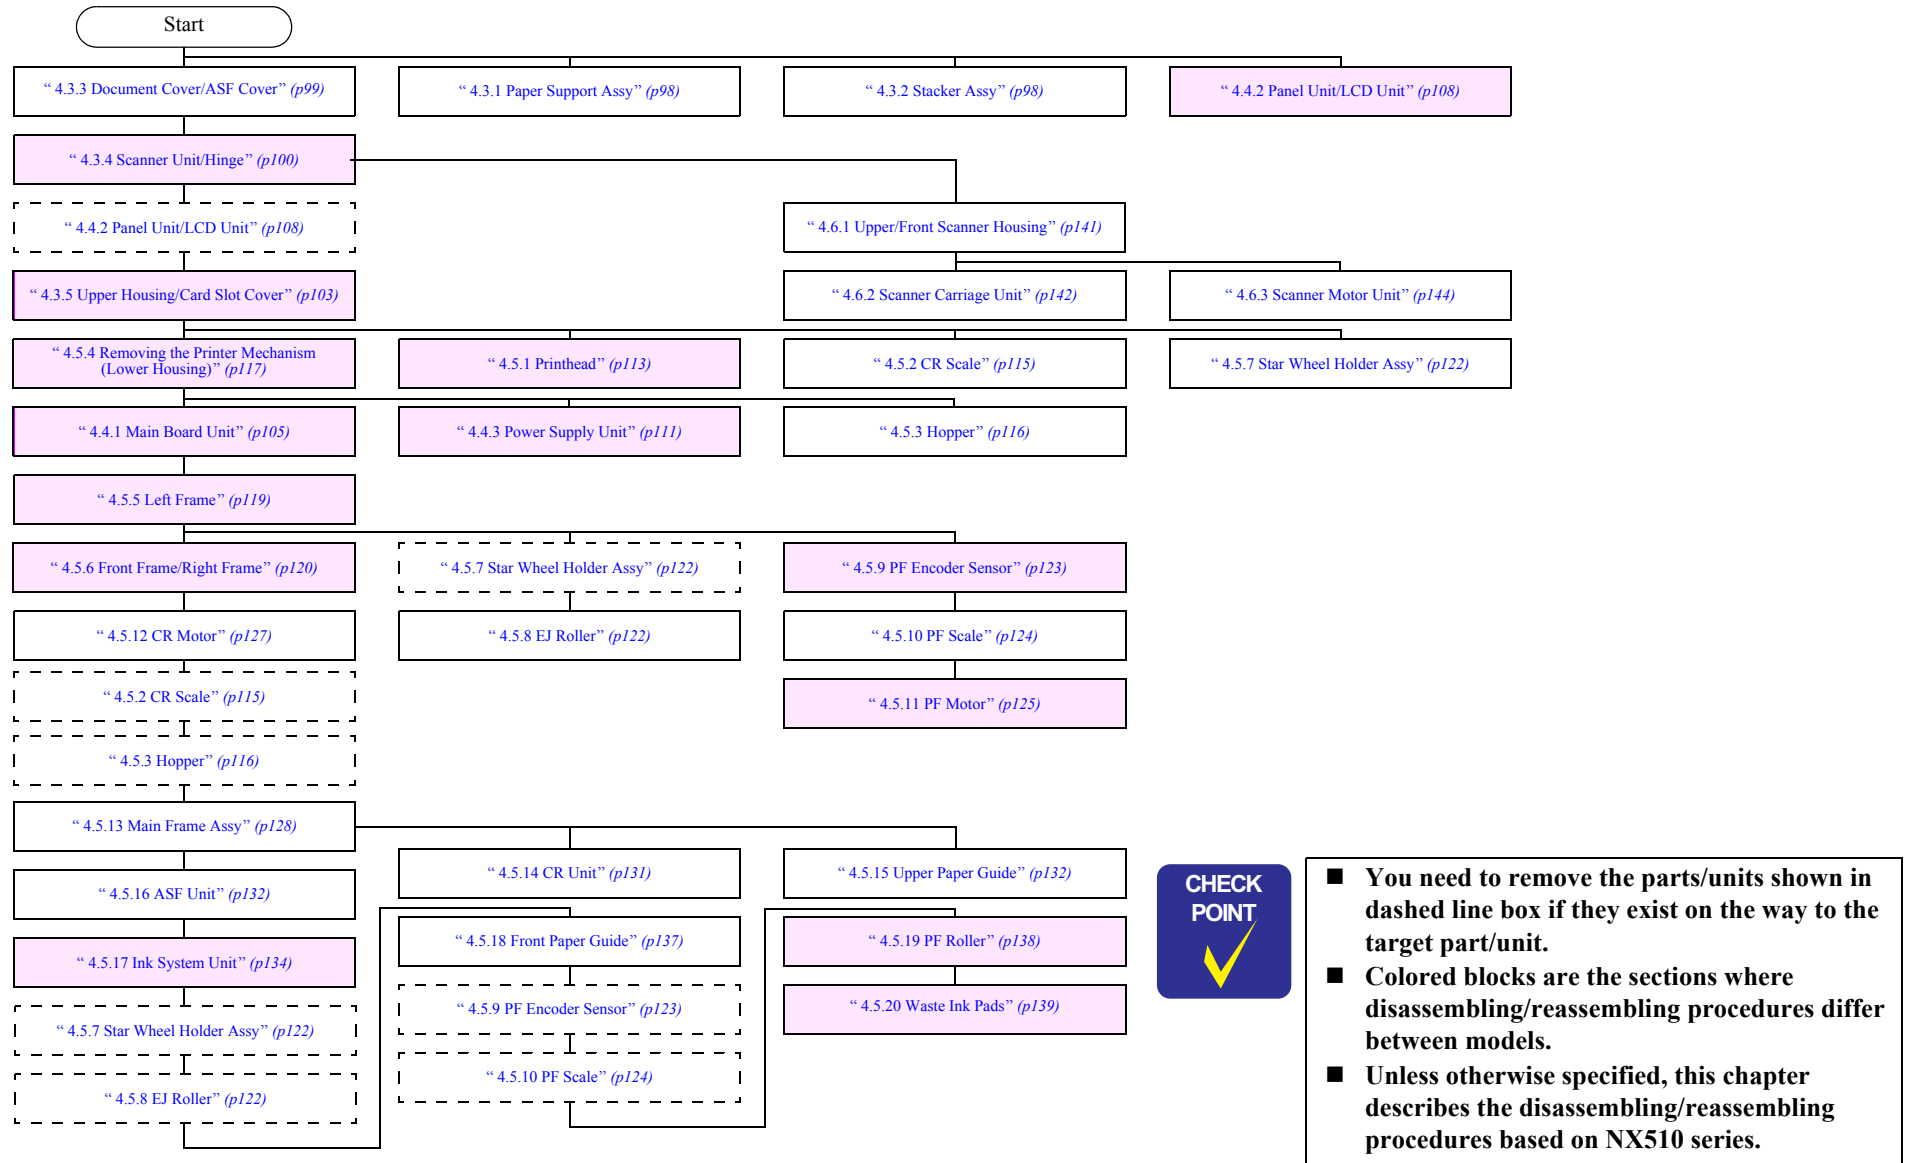 Start
“ 4.3.3 Document Cover/ASF Cover” (p99)
“ 4.3.1 Paper Support Assy” (p98)
“ 4.3.2 Stacker Assy” (p98)
“ 4.4.2 Panel Unit/LCD Unit” (p108)
“ 4.3.4 Scanner Unit/Hinge” (p100)
“ 4.4.2 Panel Unit/LCD Unit” (p108)
“ 4.6.1 Upper/Front Scanner Housing” (p141)
“ 4.3.5 Upper Housing/Card Slot Cover” (p103)
“ 4.6.2 Scanner Carriage Unit” (p142)
“ 4.6.3 Scanner Motor Unit” (p144)
“ 4.5.4 Removing the Printer Mechanism
(Lower Housing)” (p117)
“ 4.5.1 Printhead” (p113)
“ 4.5.2 CR Scale” (p115)
“ 4.5.7 Star Wheel Holder Assy” (p122)
“ 4.4.1 Main Board Unit” (p105)
“ 4.4.3 Power Supply Unit” (p111)
“ 4.5.3 Hopper” (p116)
“ 4.5.5 Left Frame” (p119)
“ 4.5.6 Front Frame/Right Frame” (p120)
“ 4.5.7 Star Wheel Holder Assy” (p122)
“ 4.5.9 PF Encoder Sensor” (p123)
“ 4.5.12 CR Motor” (p127)
“ 4.5.8 EJ Roller” (p122)
“ 4.5.10 PF Scale” (p124)
“ 4.5.2 CR Scale” (p115)
“ 4.5.11 PF Motor” (p125)
“ 4.5.3 Hopper” (p116)
“ 4.5.13 Main Frame Assy” (p128)
“ 4.5.14 CR Unit” (p131)
“ 4.5.15 Upper Paper Guide” (p132)
“ 4.5.16 ASF Unit” (p132)
“ 4.5.18 Front Paper Guide” (p137)
“ 4.5.19 PF Roller” (p138)
“ 4.5.17 Ink System Unit” (p134)
“ 4.5.9 PF Encoder Sensor” (p123)
“ 4.5.20 Waste Ink Pads” (p139)
“ 4.5.7 Star Wheel Holder Assy” (p122)
“ 4.5.10 PF Scale” (p124)
“ 4.5.8 EJ Roller” (p122)
CHECK
POINT
■ You need to remove the parts/units shown in
dashed line box if they exist on the way to the
target part/unit.
■ Colored blocks are the sections where
disassembling/reassembling procedures differ
between models.
■ Unless otherwise specified, this chapter
describes the disassembling/reassembling
procedures based on NX510 series.